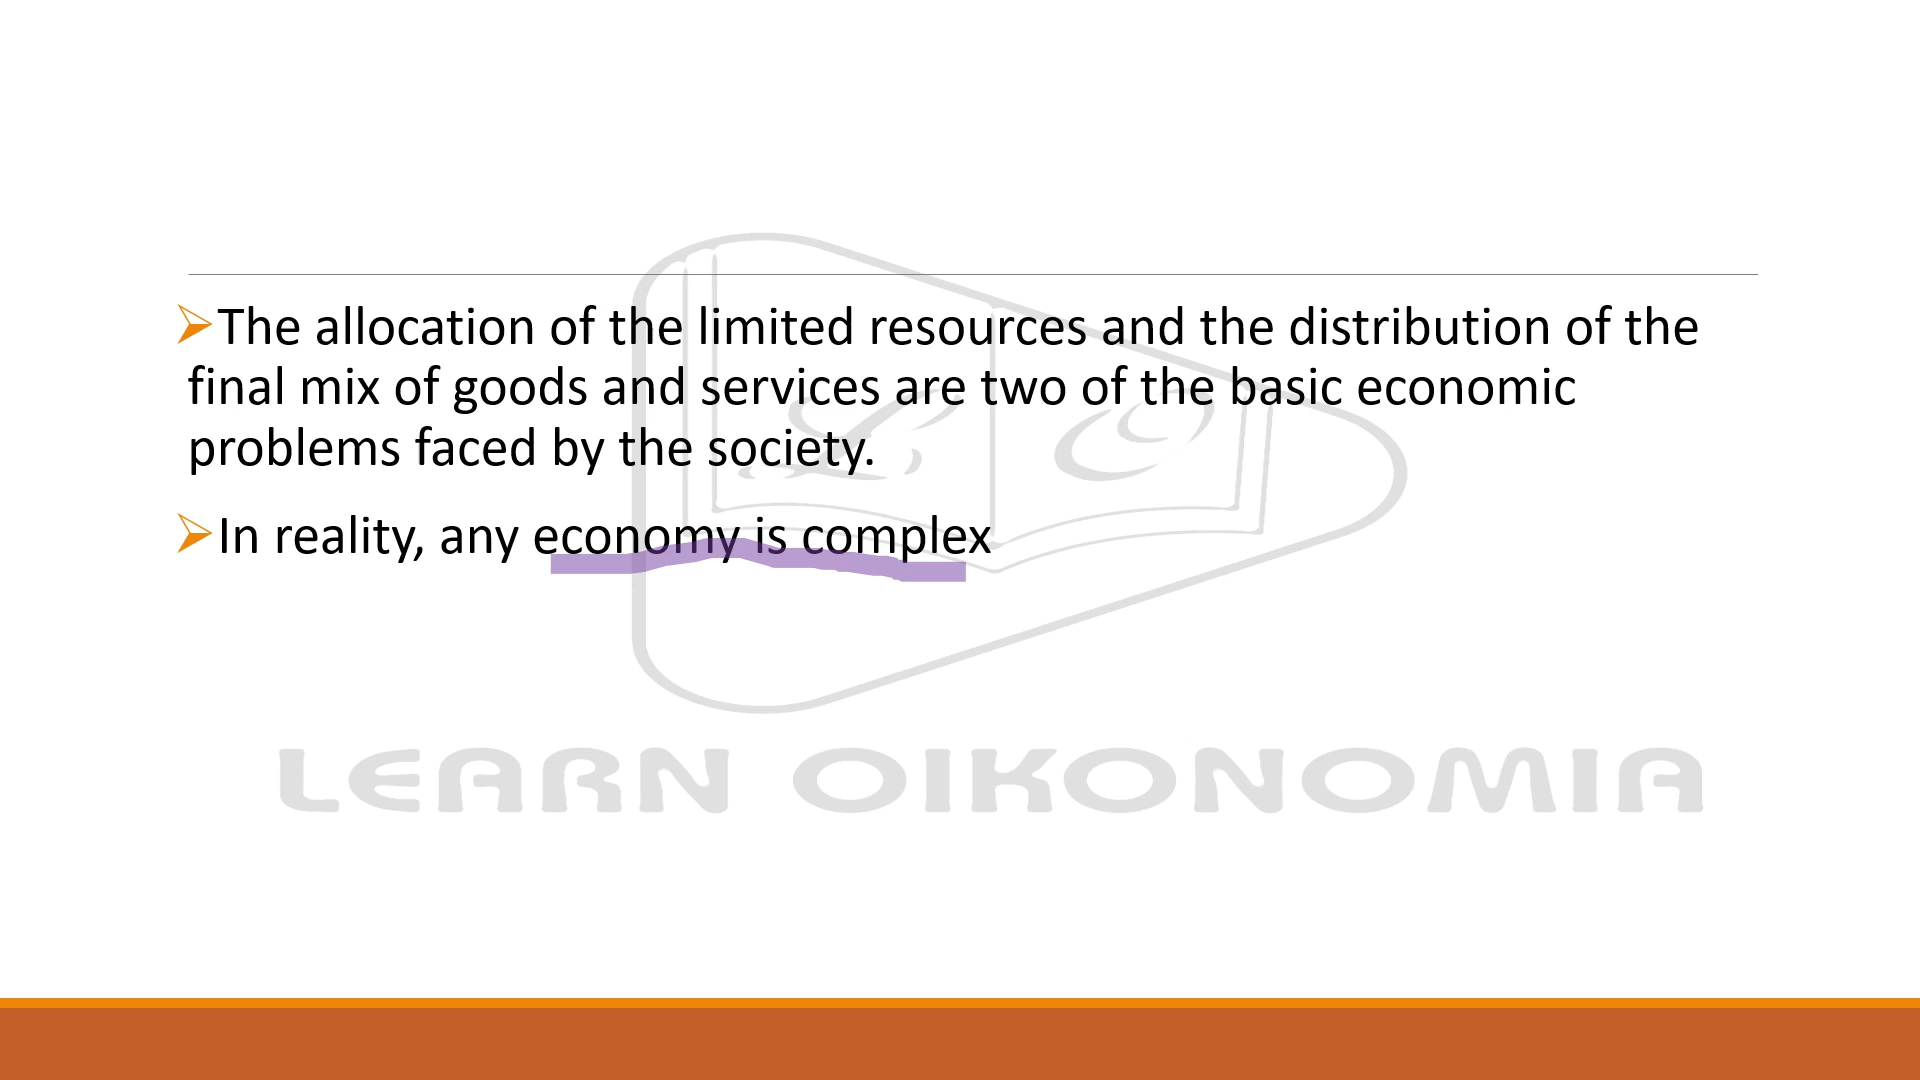 ➢The allocation of the limited resources and the distribution of the
final mix of goods and services are two of the basic economic
problems faced by the society.
➢In reality, any economy is complex
LEARN OIKONOMIA